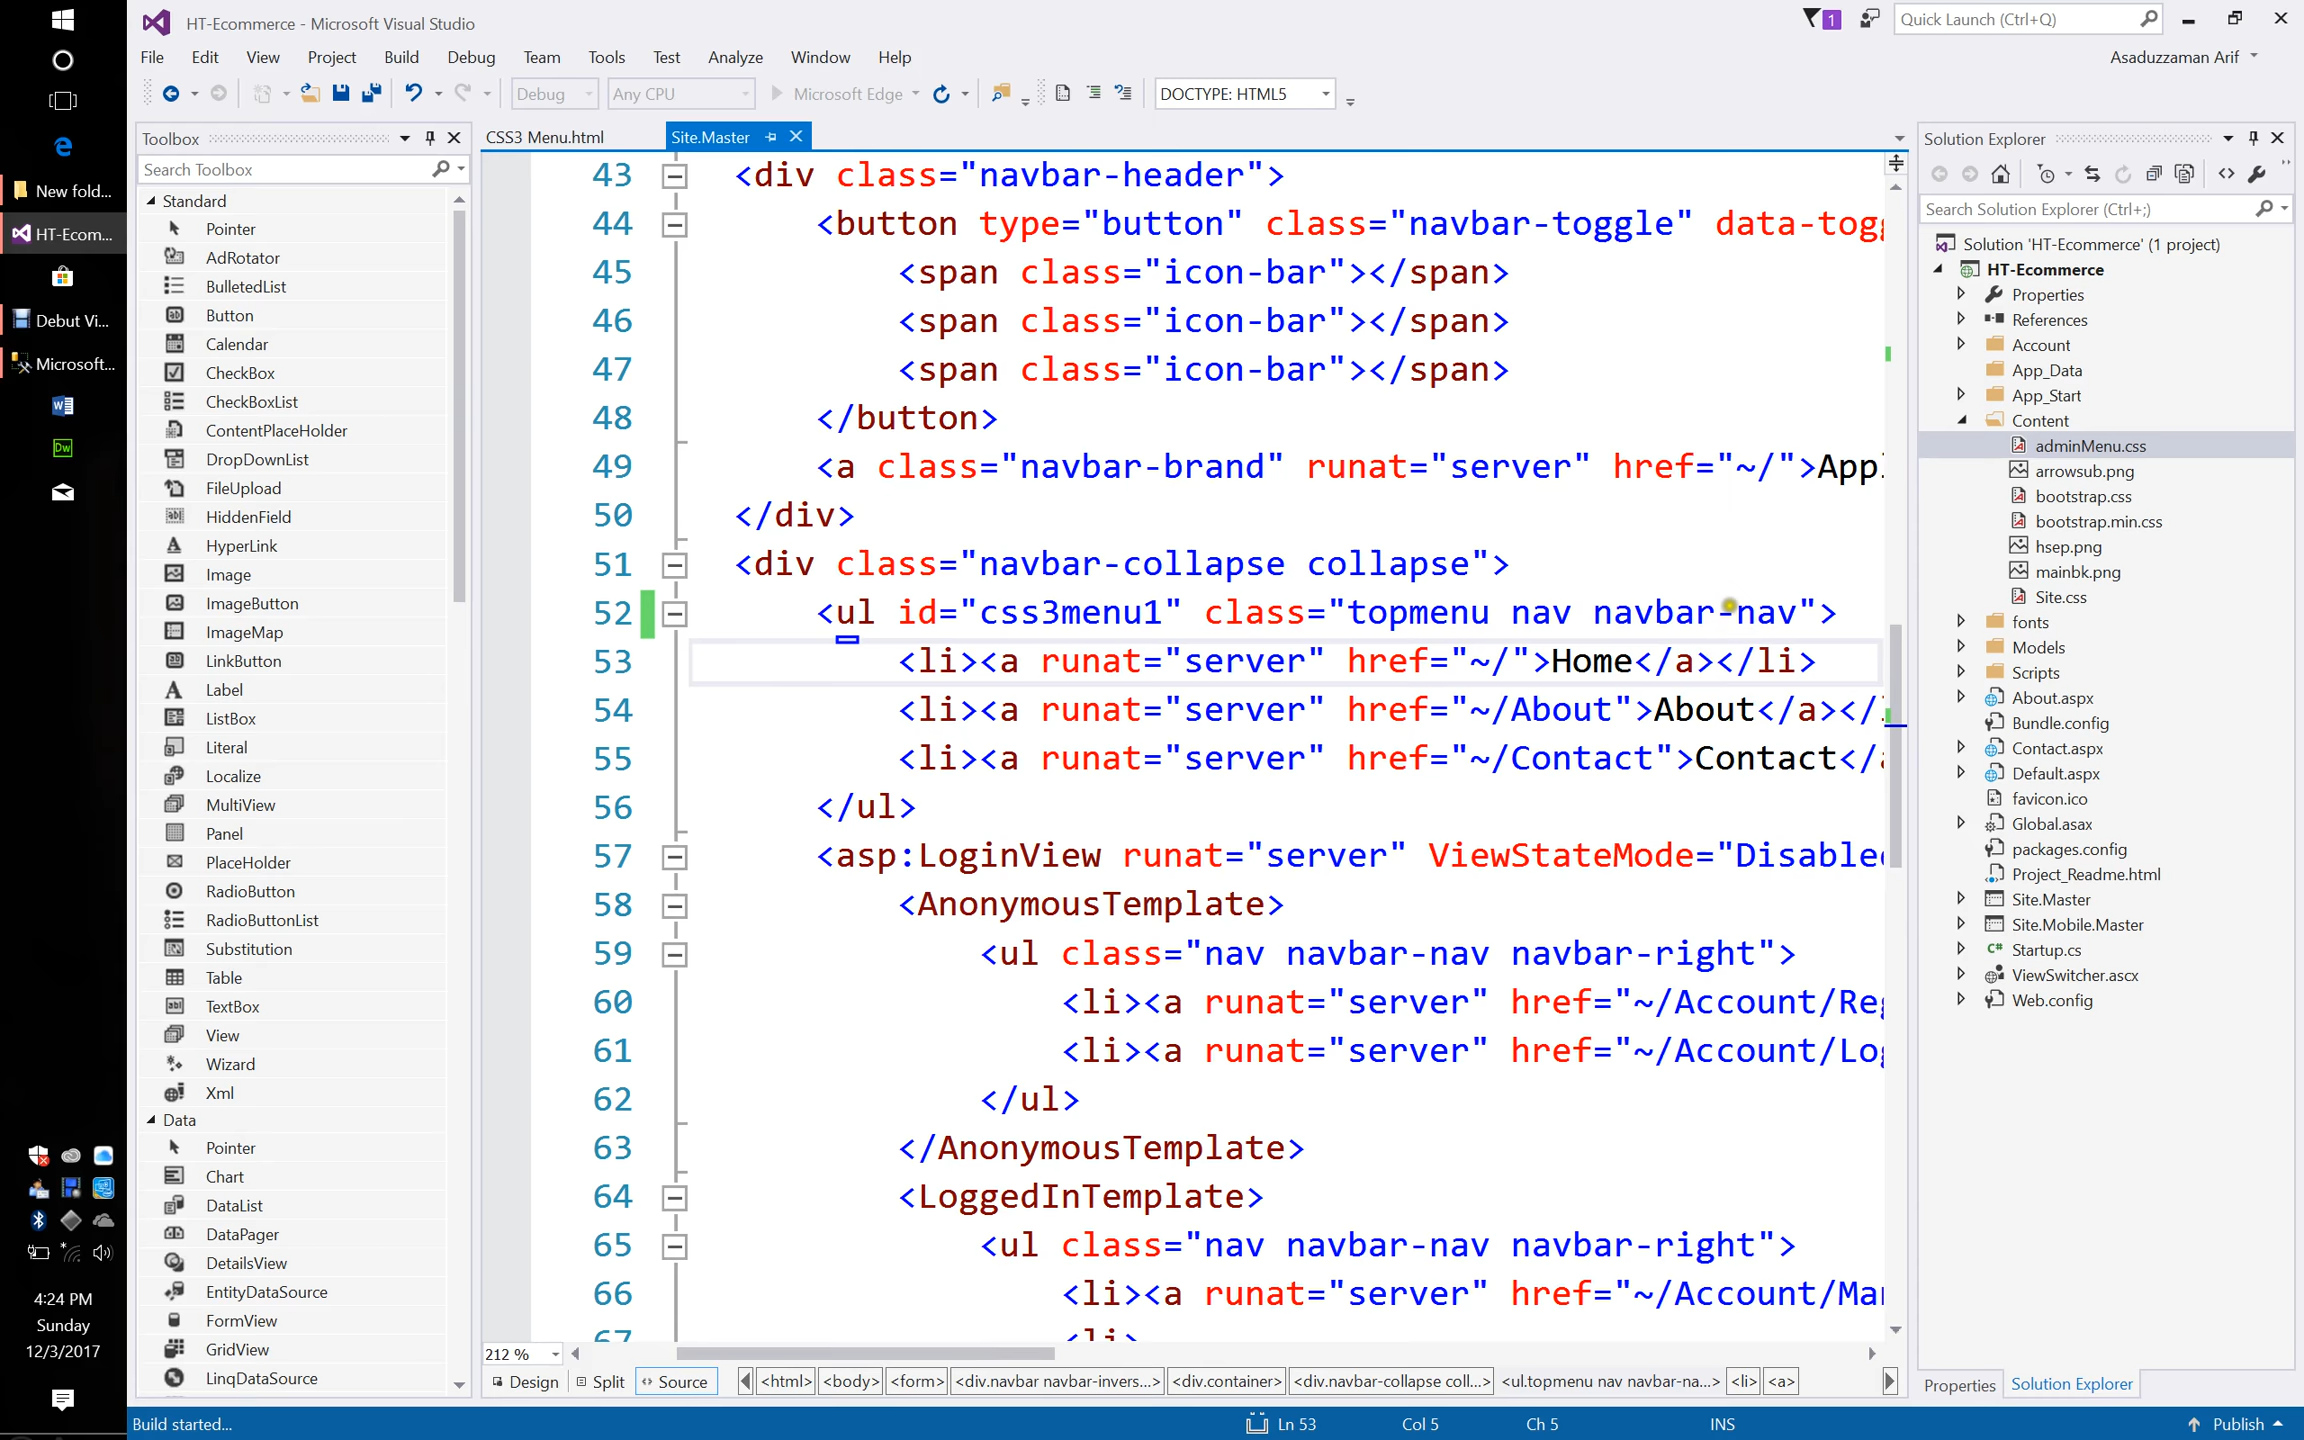 HT-Ecommerce - Microsoft Visual Studio
1
Quick Launch (Ctrl+Q)
File Edit View Project Build Debug Team Tools Test Analyze Window Help
Asaduzzaman Arif
Debug
Any CPU
Microsoft Edge
DOCTYPE: HTML5
New fold...
HT-Ecom...
Debut Vi...
Microsoft...
Dw
4:24 PM
Sunday
12/3/2017
Toolbox
Search Toolbox
Standard
Pointer
AdRotator
BulletedList
Button
Calendar
CheckBox
CheckBoxList
ContentPlaceHolder
DropDownList
FileUpload
HiddenField
HyperLink
Image
ImageButton
ImageMap
LinkButton
Label
ListBox
Literal
Localize
MultiView
Panel
PlaceHolder
RadioButton
RadioButtonList
Substitution
Table
TextBox
View
Wizard
Xml
Data
Pointer
Chart
DataList
DataPager
DetailsView
EntityDataSource
FormView
GridView
LinqDataSource
CSS3 Menu.html
Site.Master
43 <div class="navbar-header">
44 <button type="button" class="navbar-toggle" data-togg
45 <span class="icon-bar"></span>
46 <span class="icon-bar"></span>
47 <span class="icon-bar"></span>
48 </button>
49 <a class="navbar-brand" runat="server" href="~/">Appl
50 </div>
51 <div class="navbar-collapse collapse">
52 <ul id="css3menu1" class="topmenu nav navbar-nav">
53 <li><a runat="server" href="~/">Home</a></li>
54 <li><a runat="server" href="~/About">About</a></
55 <li><a runat="server" href="~/Contact">Contact</a
56 </ul>
57 <asp:LoginView runat="server" ViewStateMode="Disabled
58 <AnonymousTemplate>
59 <ul class="nav navbar-nav navbar-right">
60 <li><a runat="server" href="~/Account/Reg
61 <li><a runat="server" href="~/Account/Log
62 </ul>
63 </AnonymousTemplate>
64 <LoggedInTemplate>
65 <ul class="nav navbar-nav navbar-right">
66 <li><a runat="server" href="~/Account/Man
67 <li>
212 %
Design Split Source <html> <body> <form> <div.navbar navbar-invers...> <div.container> <div.navbar-collapse coll...> <ul.topmenu nav navbar-na...> <li> <a>
Solution Explorer
Search Solution Explorer (Ctrl+;)
Solution 'HT-Ecommerce' (1 project)
HT-Ecommerce
Properties
References
Account
App_Data
App_Start
Content
adminMenu.css
arrowsub.png
bootstrap.css
bootstrap.min.css
hsep.png
mainbk.png
Site.css
fonts
Models
Scripts
About.aspx
Bundle.config
Contact.aspx
Default.aspx
favicon.ico
Global.asax
packages.config
Project_Readme.html
Site.Master
Site.Mobile.Master
Startup.cs
ViewSwitcher.ascx
Web.config
Properties Solution Explorer
Build started...
Ln 53
Col 5
Ch 5
INS
Publish